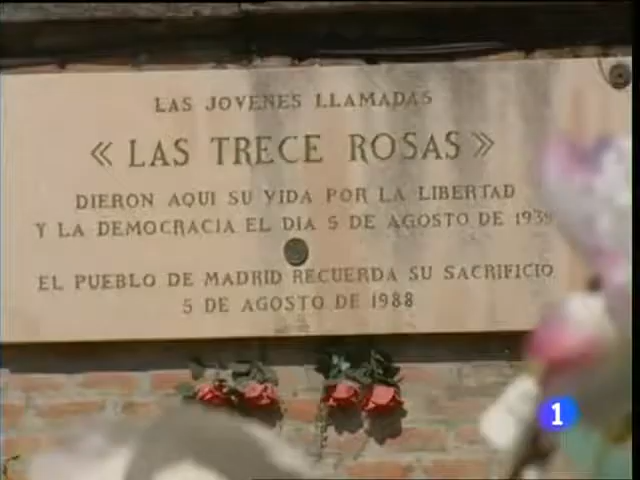 LAS JOVENES LLAMADAS
« LAS TRECE ROSAS »
DIERON AQUI SU VIDA POR LA LIBERTAD
Y LA DEMOCRACIA EL DIA 5 DE AGOSTO DE 1939
EL PUEBLO DE MADRID RECUERDA SU SACRIFICIO
5 DE AGOSTO DE 1988
1